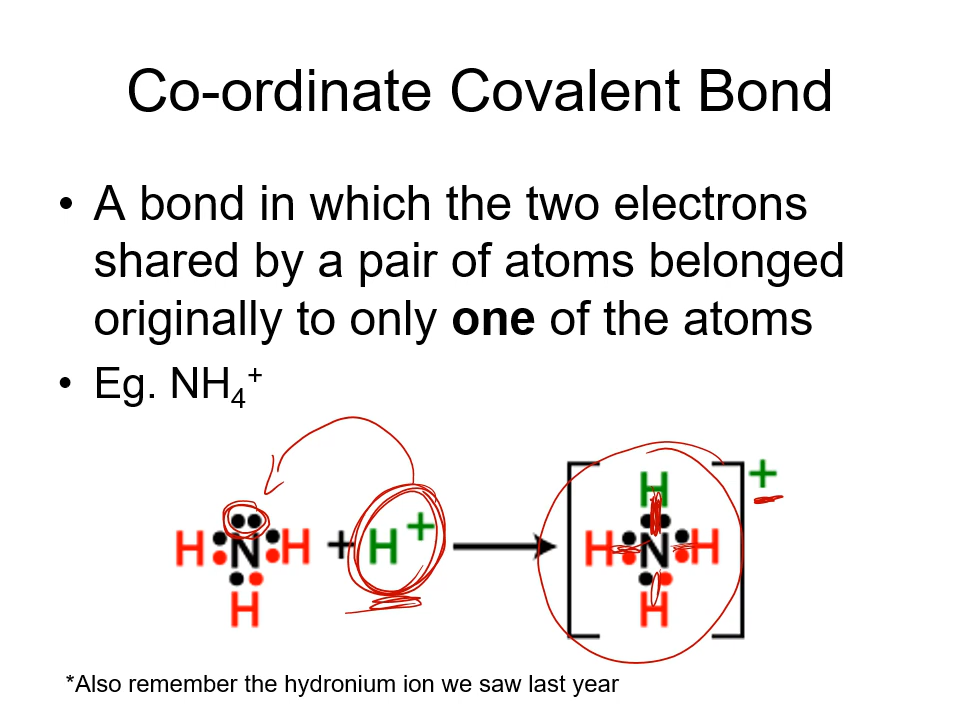 Co-ordinate Covalent Bond
• A bond in which the two electrons
shared by a pair of atoms belonged
originally to only one of the atoms
• Eg. NH₄⁺
H N H + H⁺
H
[ H
H N H
H ]⁺
*Also remember the hydronium ion we saw last year